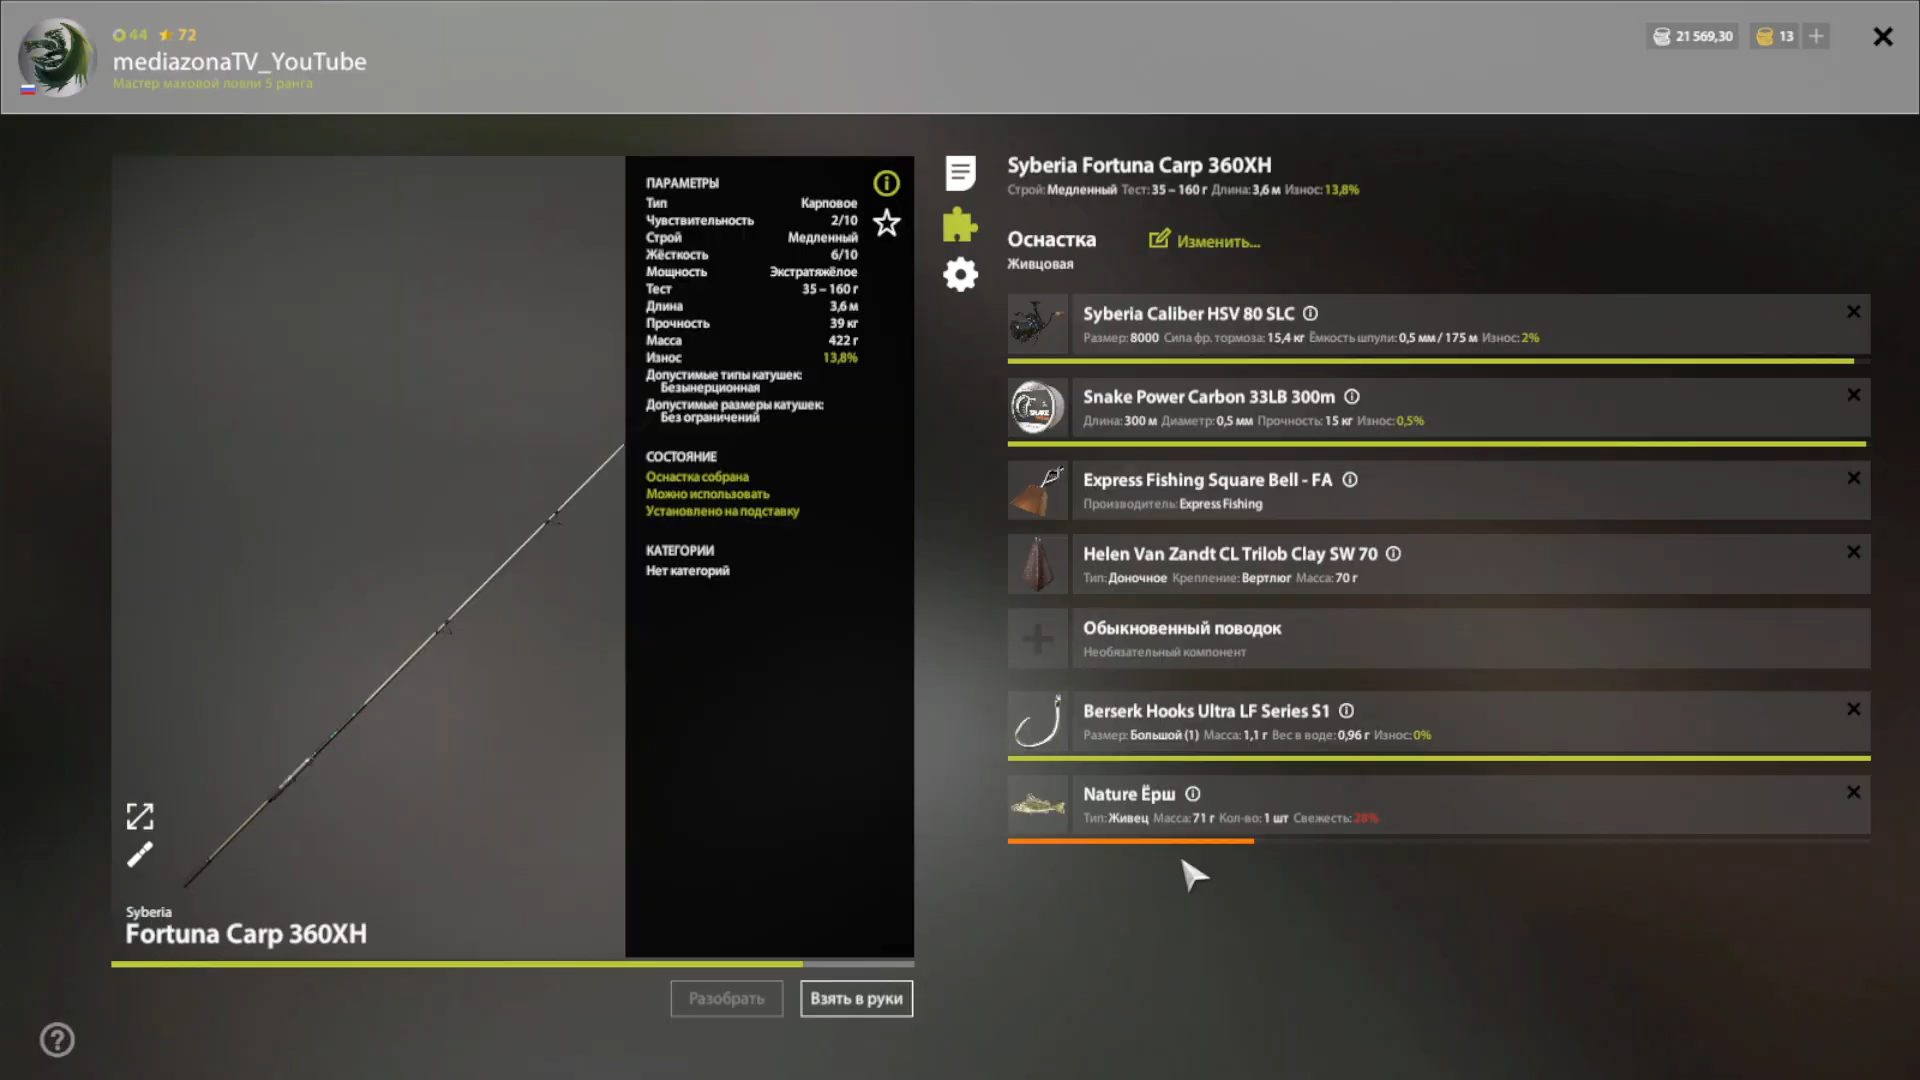 44 72
mediazonaTV_YouTube
Мастер маховой ловли 5 ранга
21 569,30 13
ПАРАМЕТРЫ
Тип Карповое
Чувствительность 2/10
Строй Медленный
Жёсткость 6/10
Мощность Экстратяжёлое
Тест 35 – 160 г
Длина 3,6 м
Прочность 39 кг
Масса 422 г
Износ 13,8%
Допустимые типы катушек:
Безынерционная
Допустимые размеры катушек:
Без ограничений
СОСТОЯНИЕ
Оснастка собрана
Можно использовать
Установлено на подставку
КАТЕГОРИИ
Нет категорий
Syberia
Fortuna Carp 360XH
Разобрать Взять в руки
Syberia Fortuna Carp 360XH
Строй: Медленный Тест: 35 – 160 г Длина: 3,6 м Износ: 13,8%
Оснастка Изменить...
Живцовая
Syberia Caliber HSV 80 SLC
Размер: 8000 Сила фр. тормоза: 15,4 кг Ёмкость шпули: 0,5 мм / 175 м Износ: 2%
Snake Power Carbon 33LB 300m
Длина: 300 м Диаметр: 0,5 мм Прочность: 15 кг Износ: 0,5%
Express Fishing Square Bell - FA
Производитель: Express Fishing
Helen Van Zandt CL Trilob Clay SW 70
Тип: Доночное Крепление: Вертлюг Масса: 70 г
Обыкновенный поводок
Необязательный компонент
Berserk Hooks Ultra LF Series S1
Размер: Большой (1) Масса: 1,1 г Вес в воде: 0,96 г Износ: 0%
Nature Ёрш
Тип: Живец Масса: 71 г Кол-во: 1 шт Свежесть: 28%